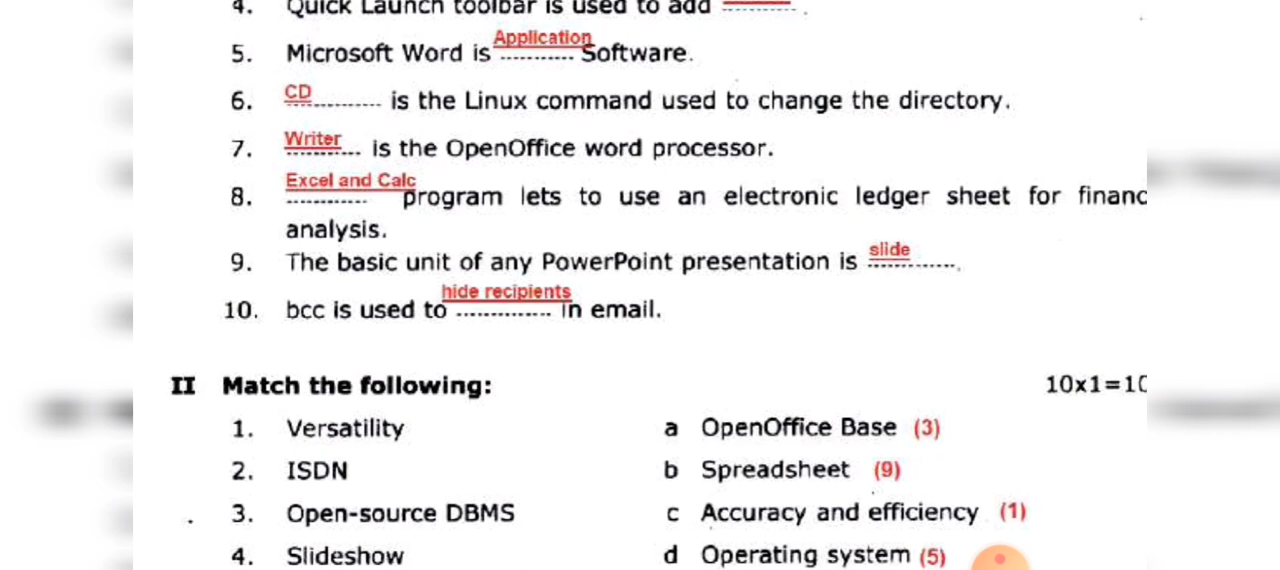 4. Quick Launch toolbar is used to add ........... .
5. Microsoft Word is Application Software.
6. CD.......... is the Linux command used to change the directory.
7. Writer... is the OpenOffice word processor.
8. Excel and Calc program lets to use an electronic ledger sheet for financ
analysis.
9. The basic unit of any PowerPoint presentation is slide.......
10. bcc is used to hide recipients in email.
II Match the following: 10x1=10
1. Versatility a OpenOffice Base (3)
2. ISDN b Spreadsheet (9)
3. Open-source DBMS c Accuracy and efficiency (1)
4. Slideshow d Operating system (5)